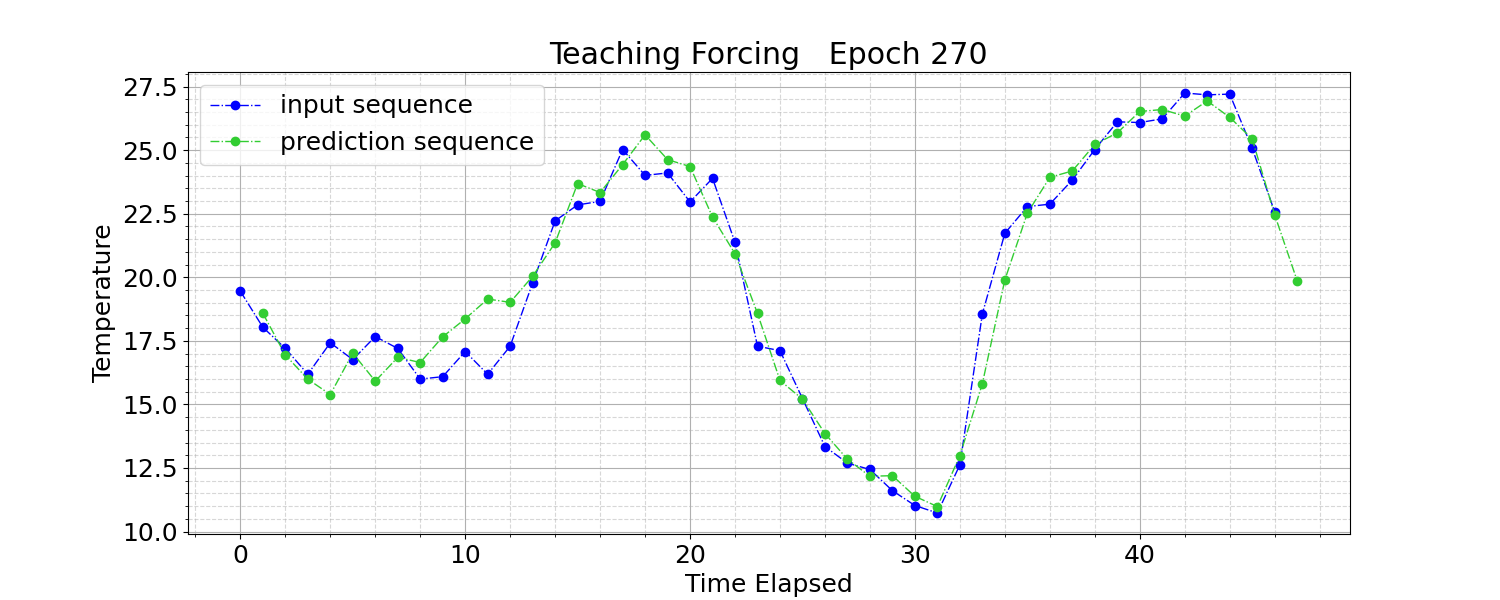 Teaching Forcing   Epoch 270
27.5
25.0
22.5
20.0
17.5
15.0
12.5
10.0
Temperature
input sequence
prediction sequence
0 10 20 30 40
Time Elapsed